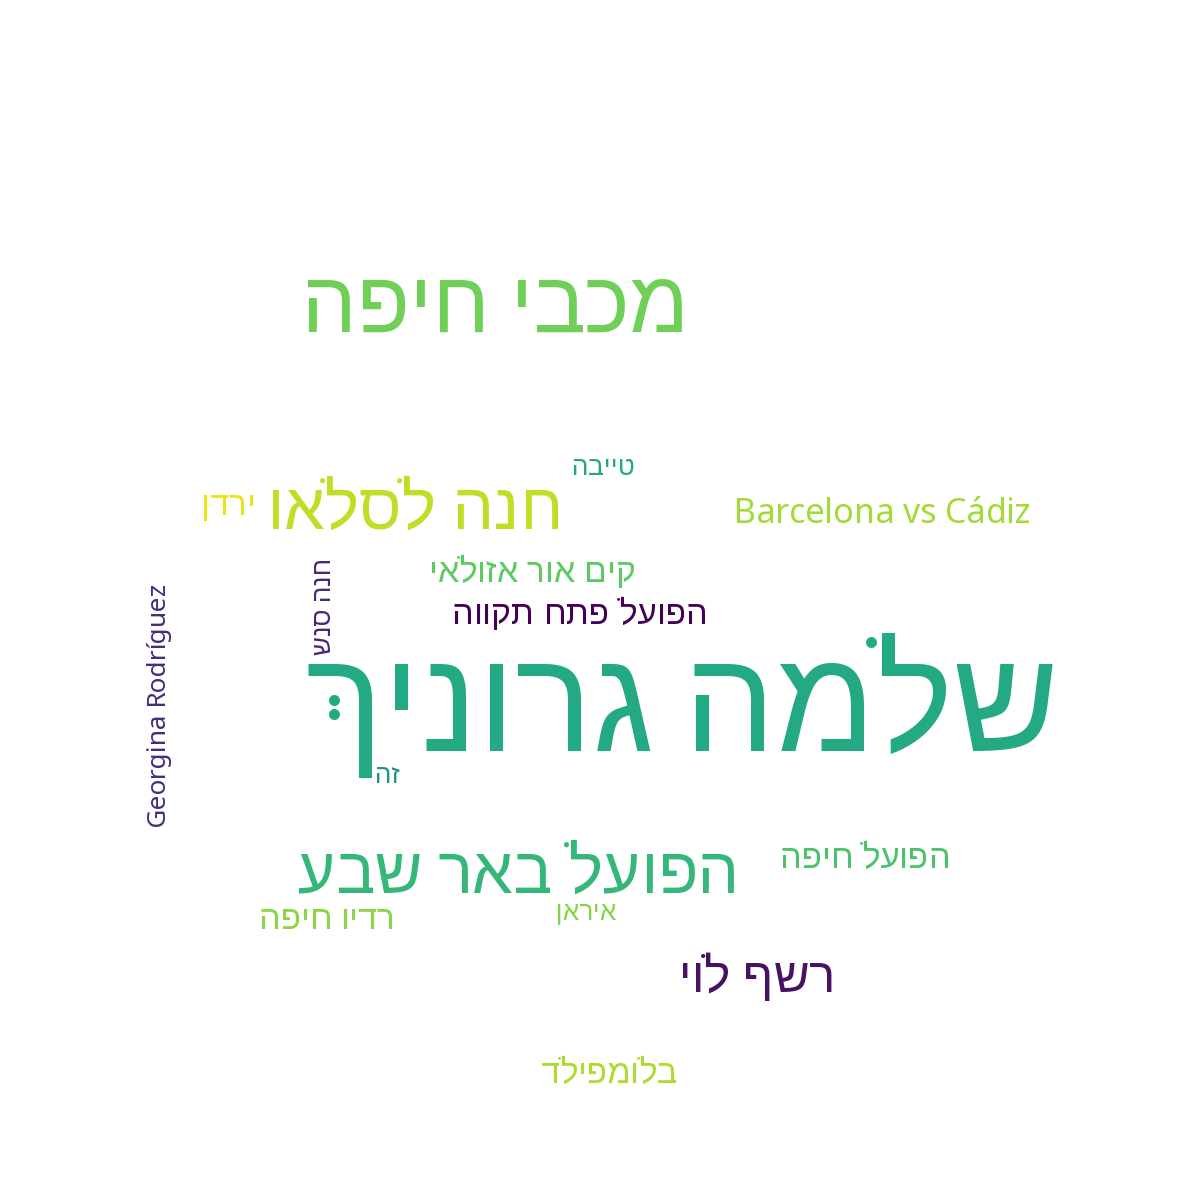 מכבי חיפה
טייבה
חנה לסלאו
ירדן
Barcelona vs Cádiz
קים אור אזולאי
חנה סנש
הפועל פתח תקווה
Georgina Rodríguez
שלמה גרוניך
זה
הפועל באר שבע
הפועל חיפה
רדיו חיפה
איראן
רשף לוי
בלומפילד